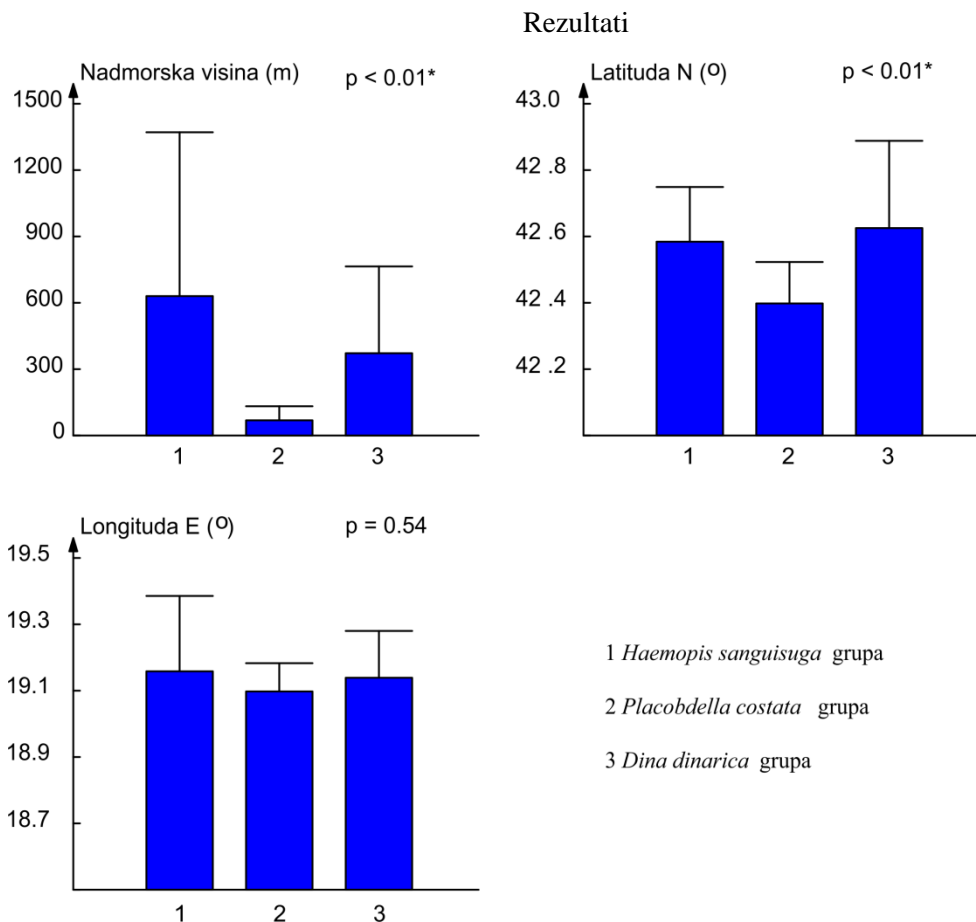 Rezultati
Nadmorska visina (m)
p < 0.01*
1500
1200
900
600
300
0
1 2 3
Latituda N (O)
p < 0.01*
43.0
42 .8
42.6
42.4
42 .2
1 2 3
Longituda E (O)
p = 0.54
19.5
19.3
19.1
18.9
18.7
1 2 3
1 Haemopis sanguisuga grupa
2 Placobdella costata grupa
3 Dina dinarica grupa